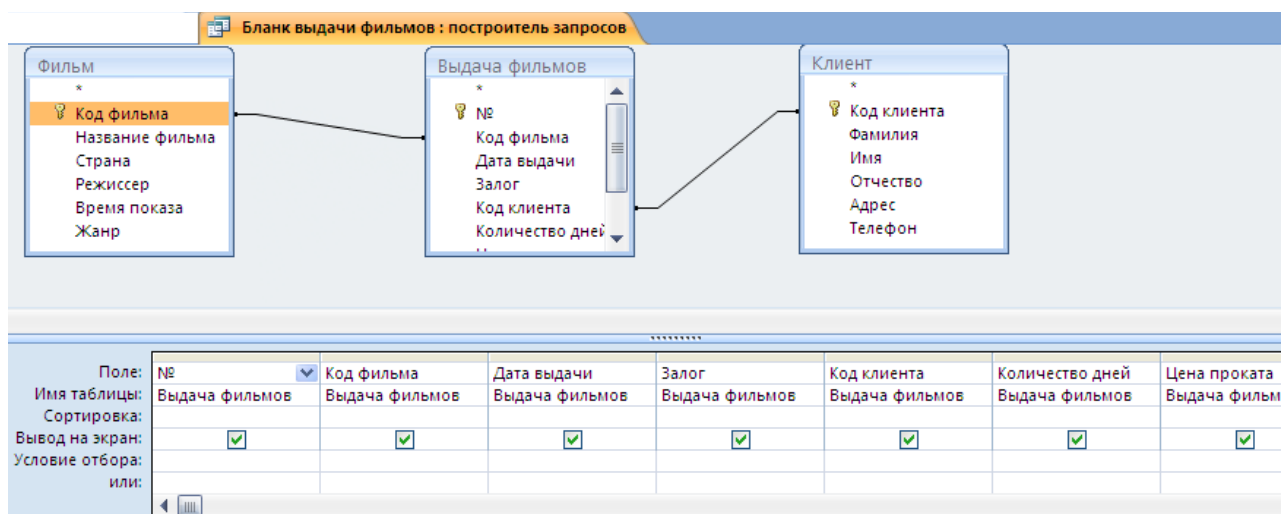 Бланк выдачи фильмов : построитель запросов
Фильм
*
Код фильма
Название фильма
Страна
Режиссер
Время показа
Жанр
Выдача фильмов
*
№
Код фильма
Дата выдачи
Залог
Код клиента
Количество дней
Клиент
*
Код клиента
Фамилия
Имя
Отчество
Адрес
Телефон
Поле: № Код фильма Дата выдачи Залог Код клиента Количество дней Цена проката
Имя таблицы: Выдача фильмов Выдача фильмов Выдача фильмов Выдача фильмов Выдача фильмов Выдача фильмов Выдача фильм
Сортировка:
Вывод на экран:
Условие отбора:
или: